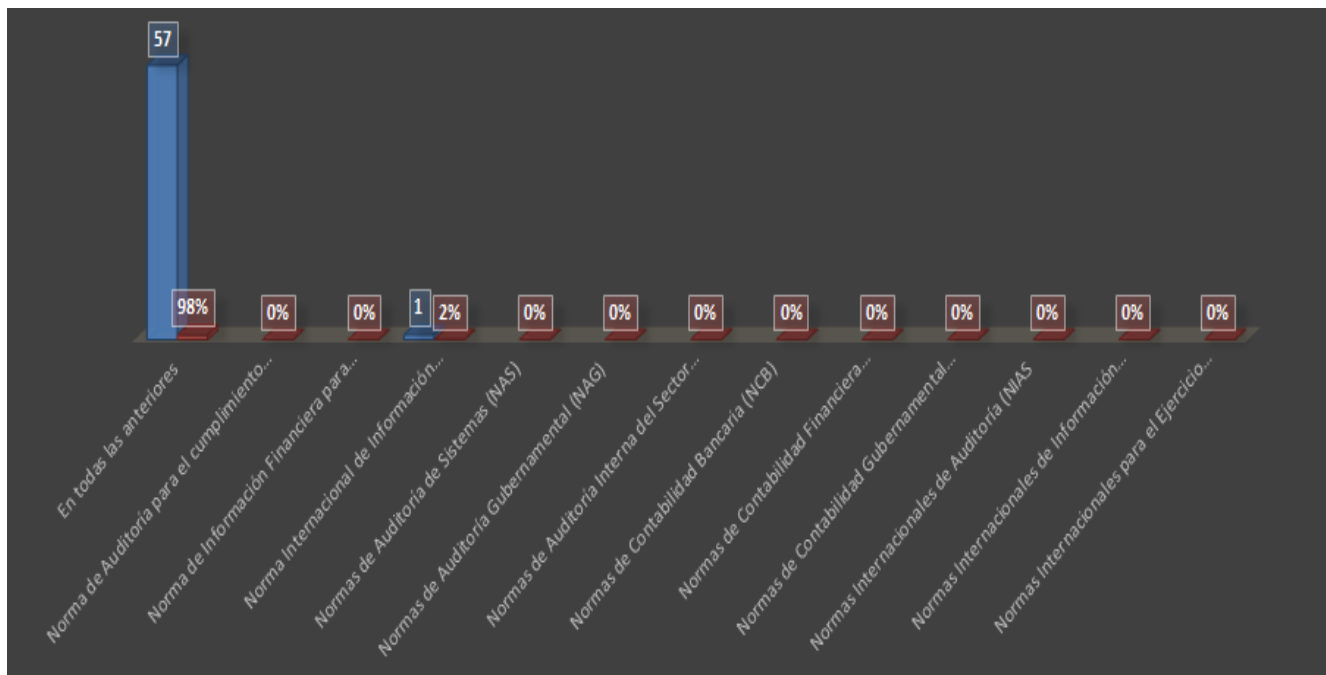 57
98%
0%
0%
1
2%
0%
0%
0%
0%
0%
0%
0%
0%
0%
En todas las anteriores
Norma de Auditoría para el cumplimiento...
Norma de Información Financiera para...
Norma Internacional de Información...
Normas de Auditoría de Sistemas (NAS)
Normas de Auditoría Gubernamental (NAG)
Normas de Auditoría Interna del Sector...
Normas de Contabilidad Bancaría (NCB)
Normas de Contabilidad Financiera...
Normas de Contabilidad Gubernamental...
Normas Internacionales de Auditoría (NIAS
Normas Internacionales de Información...
Normas Internacionales para el Ejercicio...